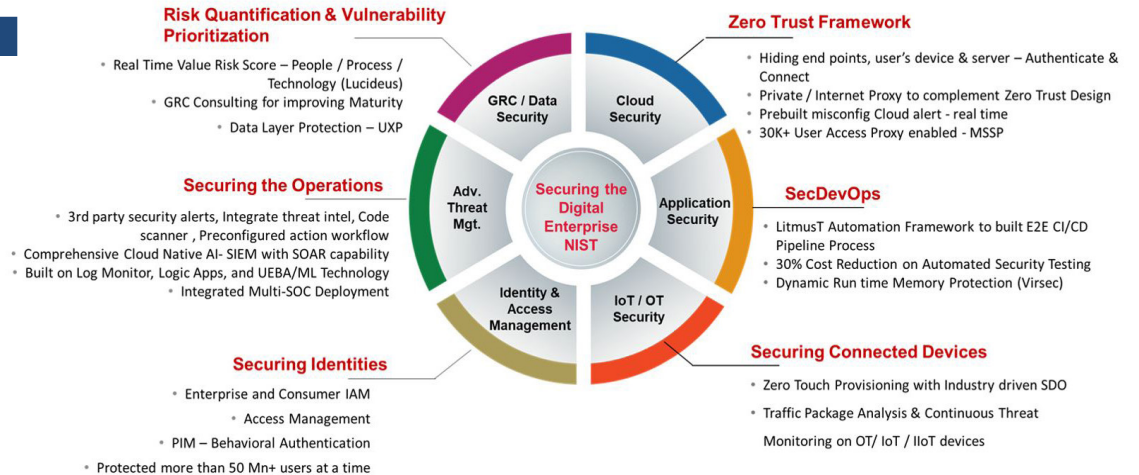 Risk Quantification & Vulnerability
Prioritization
• Real Time Value Risk Score – People / Process /
Technology (Lucideus)
• GRC Consulting for improving Maturity
• Data Layer Protection – UXP
Zero Trust Framework
• Hiding end points, user's device & server – Authenticate &
Connect
• Private / Internet Proxy to complement Zero Trust Design
• Prebuilt misconfig Cloud alert - real time
• 30K+ User Access Proxy enabled - MSSP
GRC / Data
Security
Cloud
Security
Securing the Operations
• 3rd party security alerts, Integrate threat intel, Code
scanner , Preconfigured action workflow
• Comprehensive Cloud Native AI- SIEM with SOAR capability
• Built on Log Monitor, Logic Apps, and UEBA/ML Technology
• Integrated Multi-SOC Deployment
Adv.
Threat
Mgt.
Securing the
Digital
Enterprise
NIST
Application
Security
SecDevOps
• LitmusT Automation Framework to built E2E CI/CD
Pipeline Process
• 30% Cost Reduction on Automated Security Testing
• Dynamic Run time Memory Protection (Virsec)
Identity &
Access
Management
IoT / OT
Security
Securing Identities
• Enterprise and Consumer IAM
• Access Management
• PIM – Behavioral Authentication
• Protected more than 50 Mn+ users at a time
Securing Connected Devices
• Zero Touch Provisioning with Industry driven SDO
• Traffic Package Analysis & Continuous Threat
Monitoring on OT/ IoT / IIoT devices